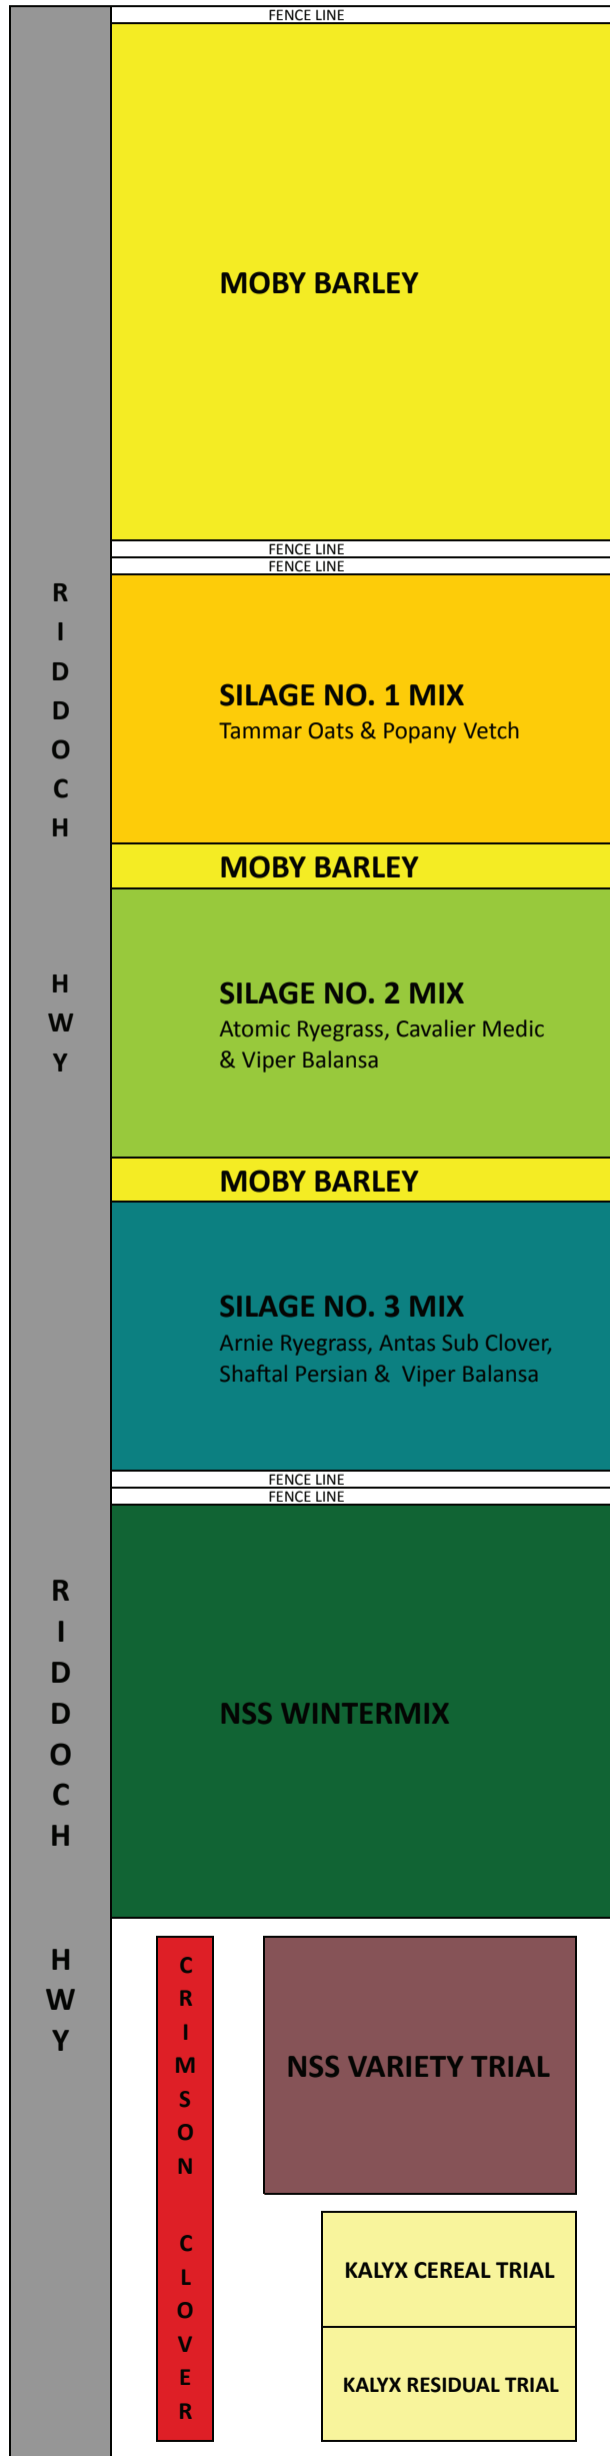 FENCE LINE
MOBY BARLEY
FENCE LINE
FENCE LINE
RIDDOCH HWY
SILAGE NO. 1 MIX
Tammar Oats & Popany Vetch
MOBY BARLEY
SILAGE NO. 2 MIX
Atomic Ryegrass, Cavalier Medic
& Viper Balansa
MOBY BARLEY
SILAGE NO. 3 MIX
Arnie Ryegrass, Antas Sub Clover,
Shaftal Persian & Viper Balansa
FENCE LINE
FENCE LINE
RIDDOCH HWY
NSS WINTERMIX
CRIMSON CLOVER
NSS VARIETY TRIAL
KALYX CEREAL TRIAL
KALYX RESIDUAL TRIAL